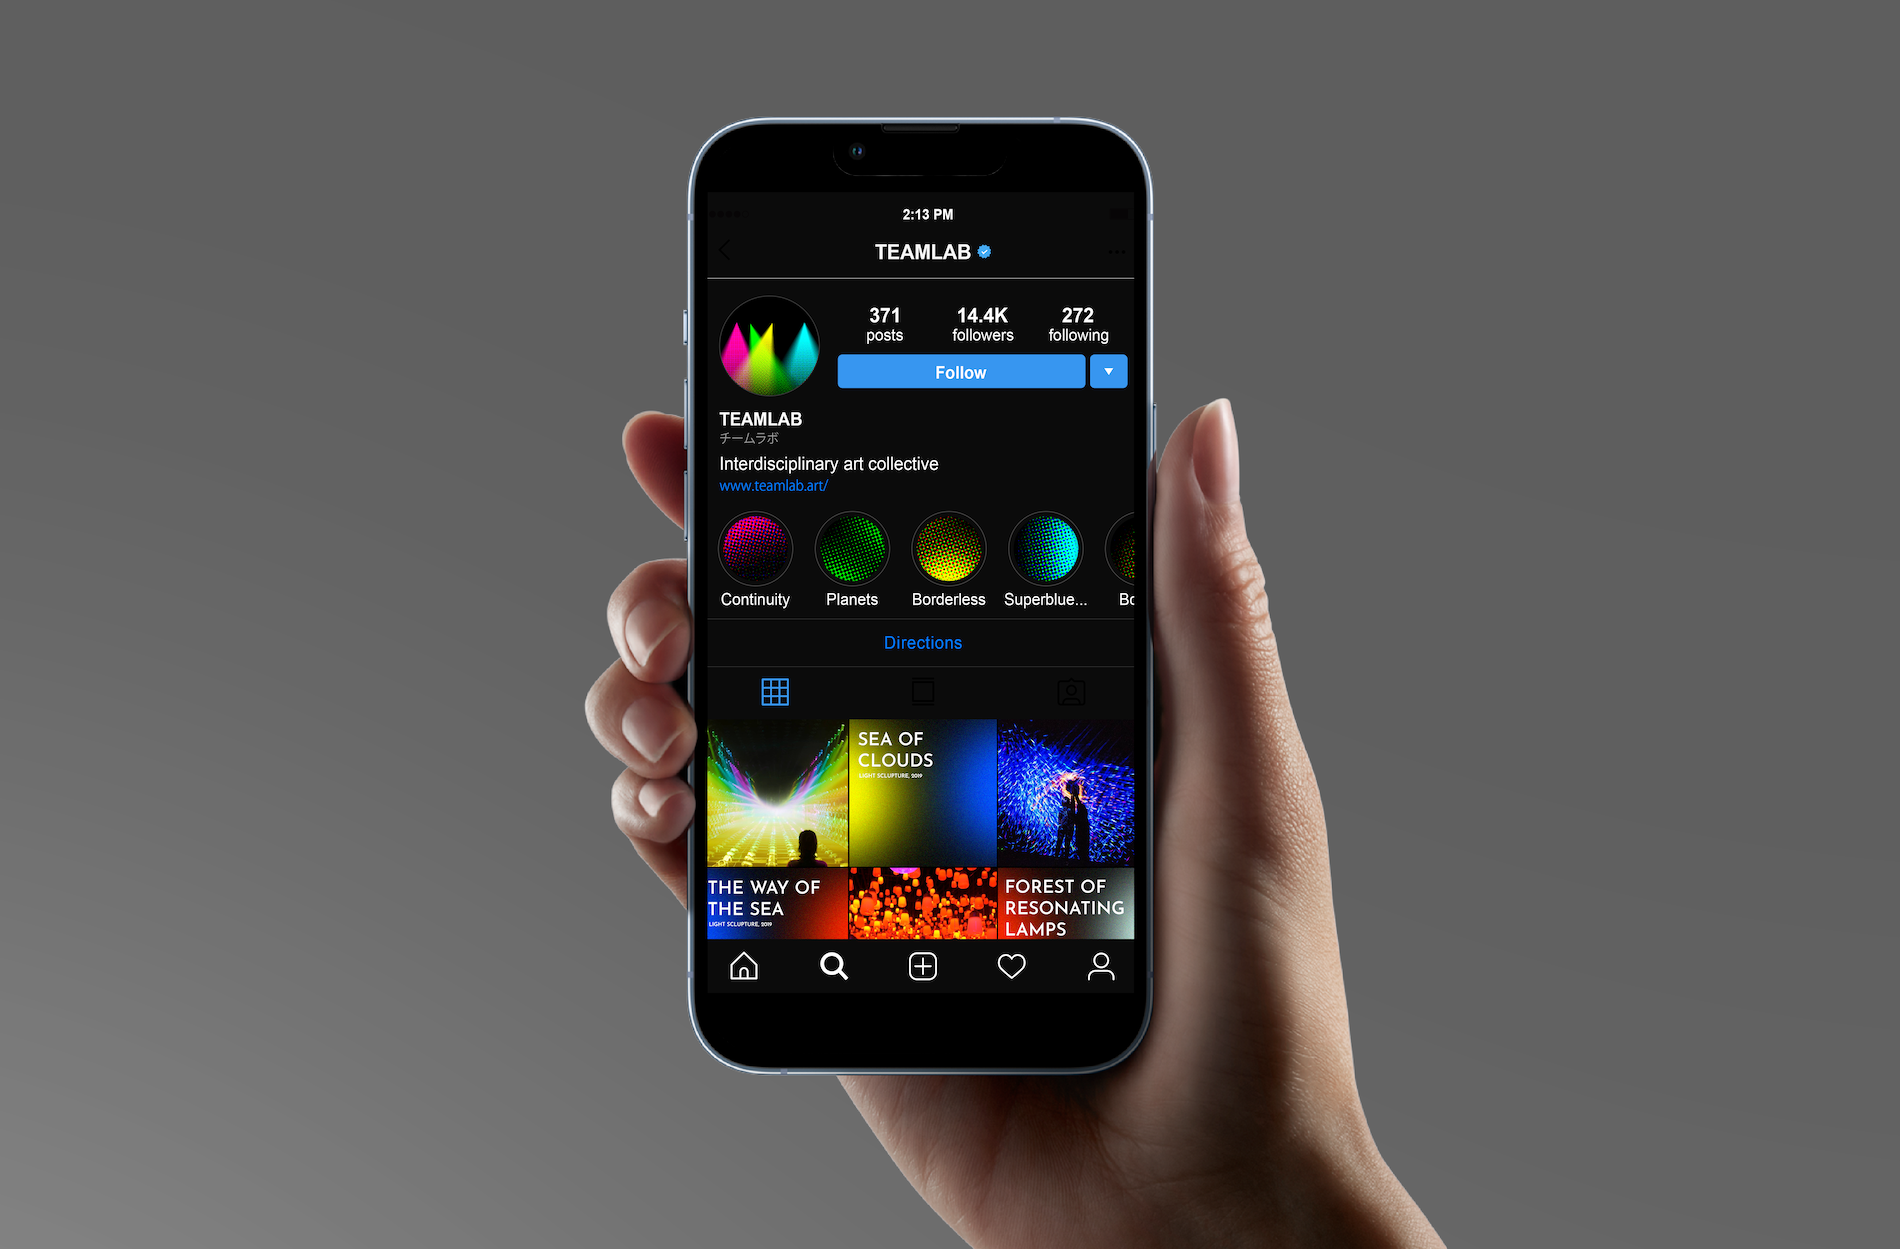 2:13 PM
TEAMLAB
371
14.4K
272
posts
followers
following
Follow
TEAMLAB
チームラボ
Interdisciplinary art collective
www.teamlab.art/
Continuity
Planets
Borderless
Superblue...
Bo
Directions
SEA OF
CLOUDS
LIGHT SCLUPTURE, 2019
THE WAY OF
THE SEA
LIGHT SCLUPTURE, 2019
FOREST OF
RESONATING
LAMPS